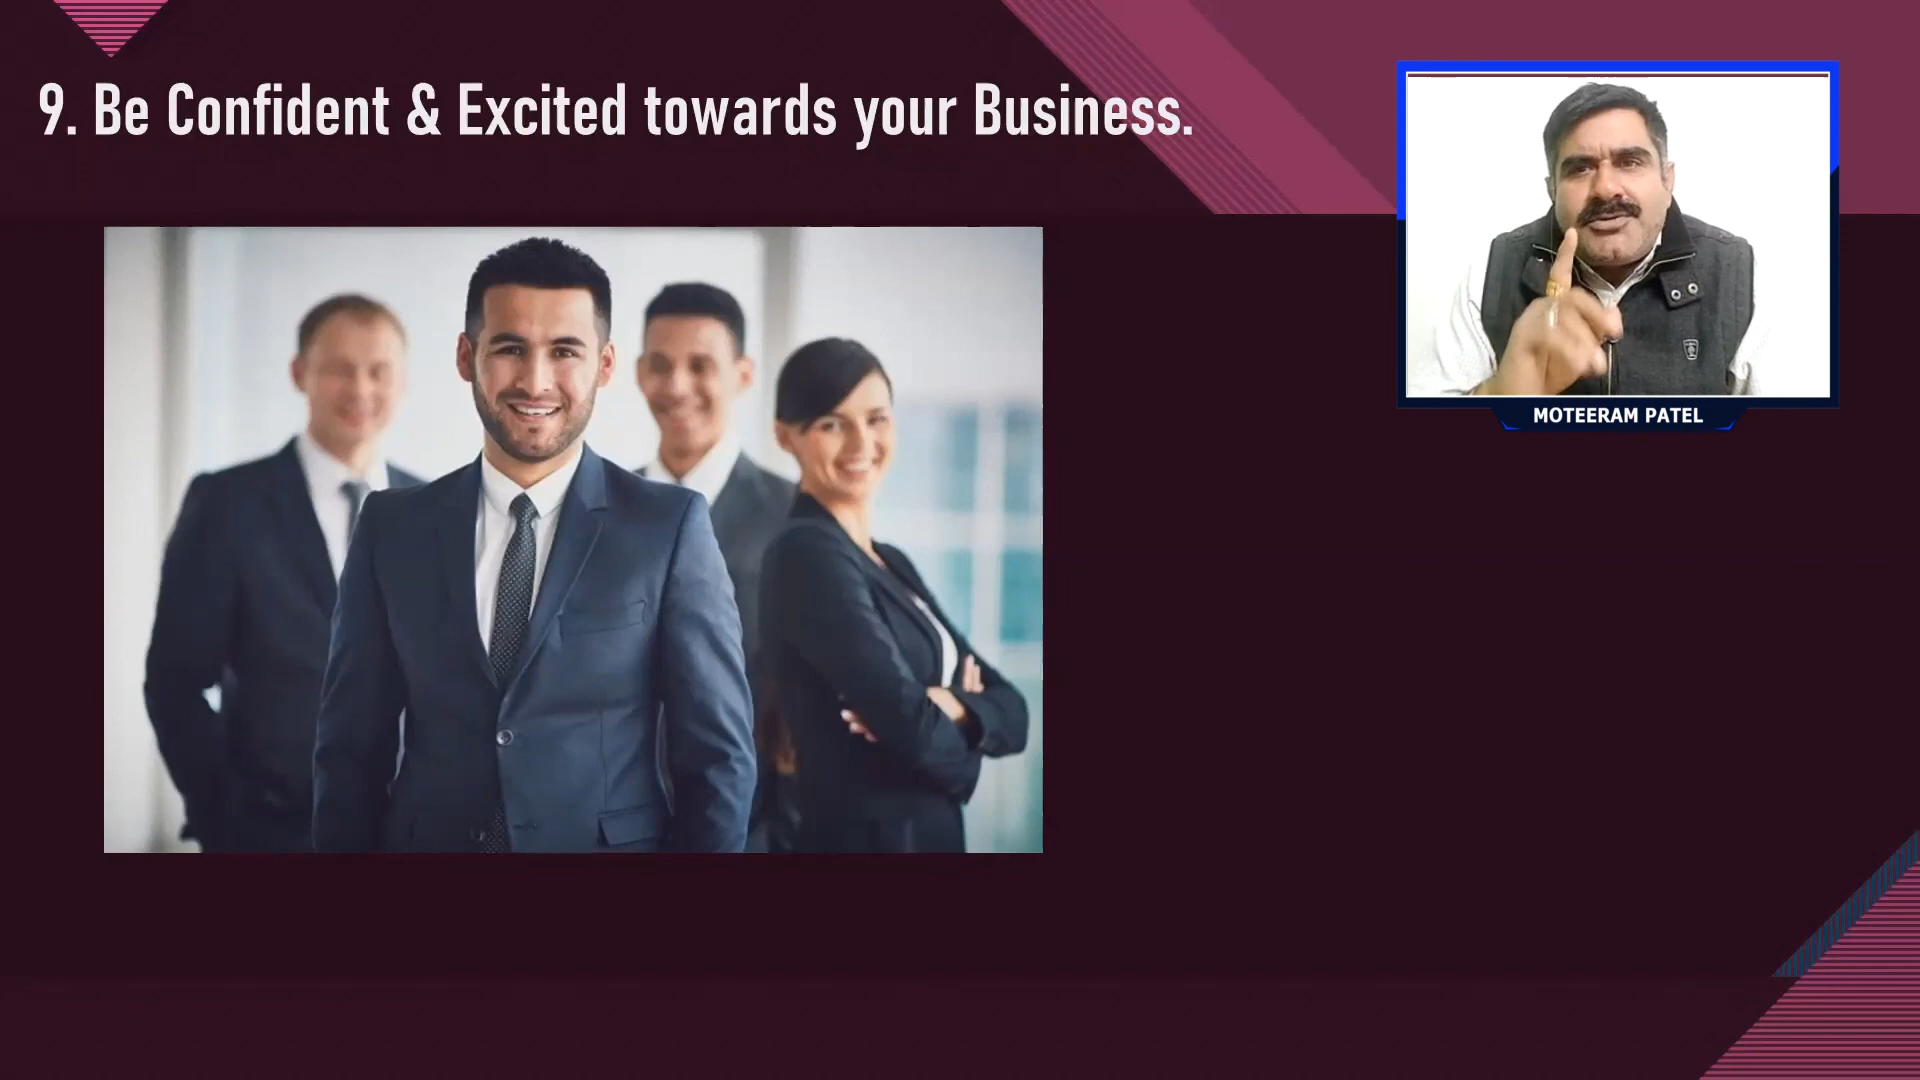 9. Be Confident & Excited towards your Business.
MOTEERAM PATEL